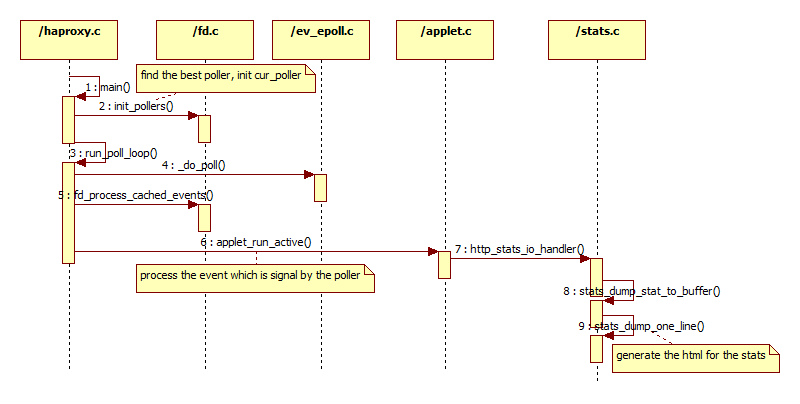 /haproxy.c
/fd.c
/ev_epoll.c
/applet.c
/stats.c
find the best poller, init cur_poller
1 : main()
2 : init_pollers()
3 : run_poll_loop()
4 : _do_poll()
5 : fd_process_cached_events()
6 : applet_run_active()
7 : http_stats_io_handler()
process the event which is signal by the poller
8 : stats_dump_stat_to_buffer()
9 : stats_dump_one_line()
generate the html for the stats